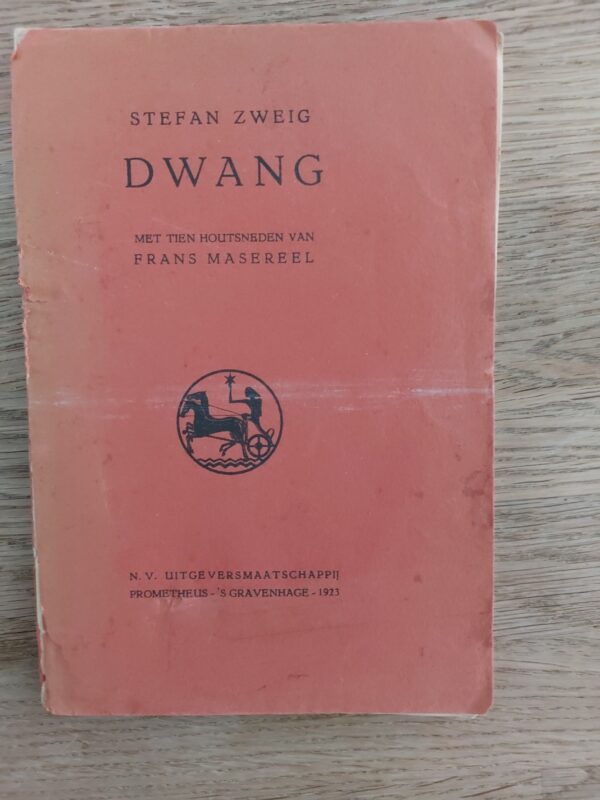 STEFAN ZWEIG
DWANG
MET TIEN HOUTSNEDEN VAN
FRANS MASEREEL
N. V. UITGEVERSMAATSCHAPPIJ
PROMETHEUS - 'S GRAVENHAGE - 1923